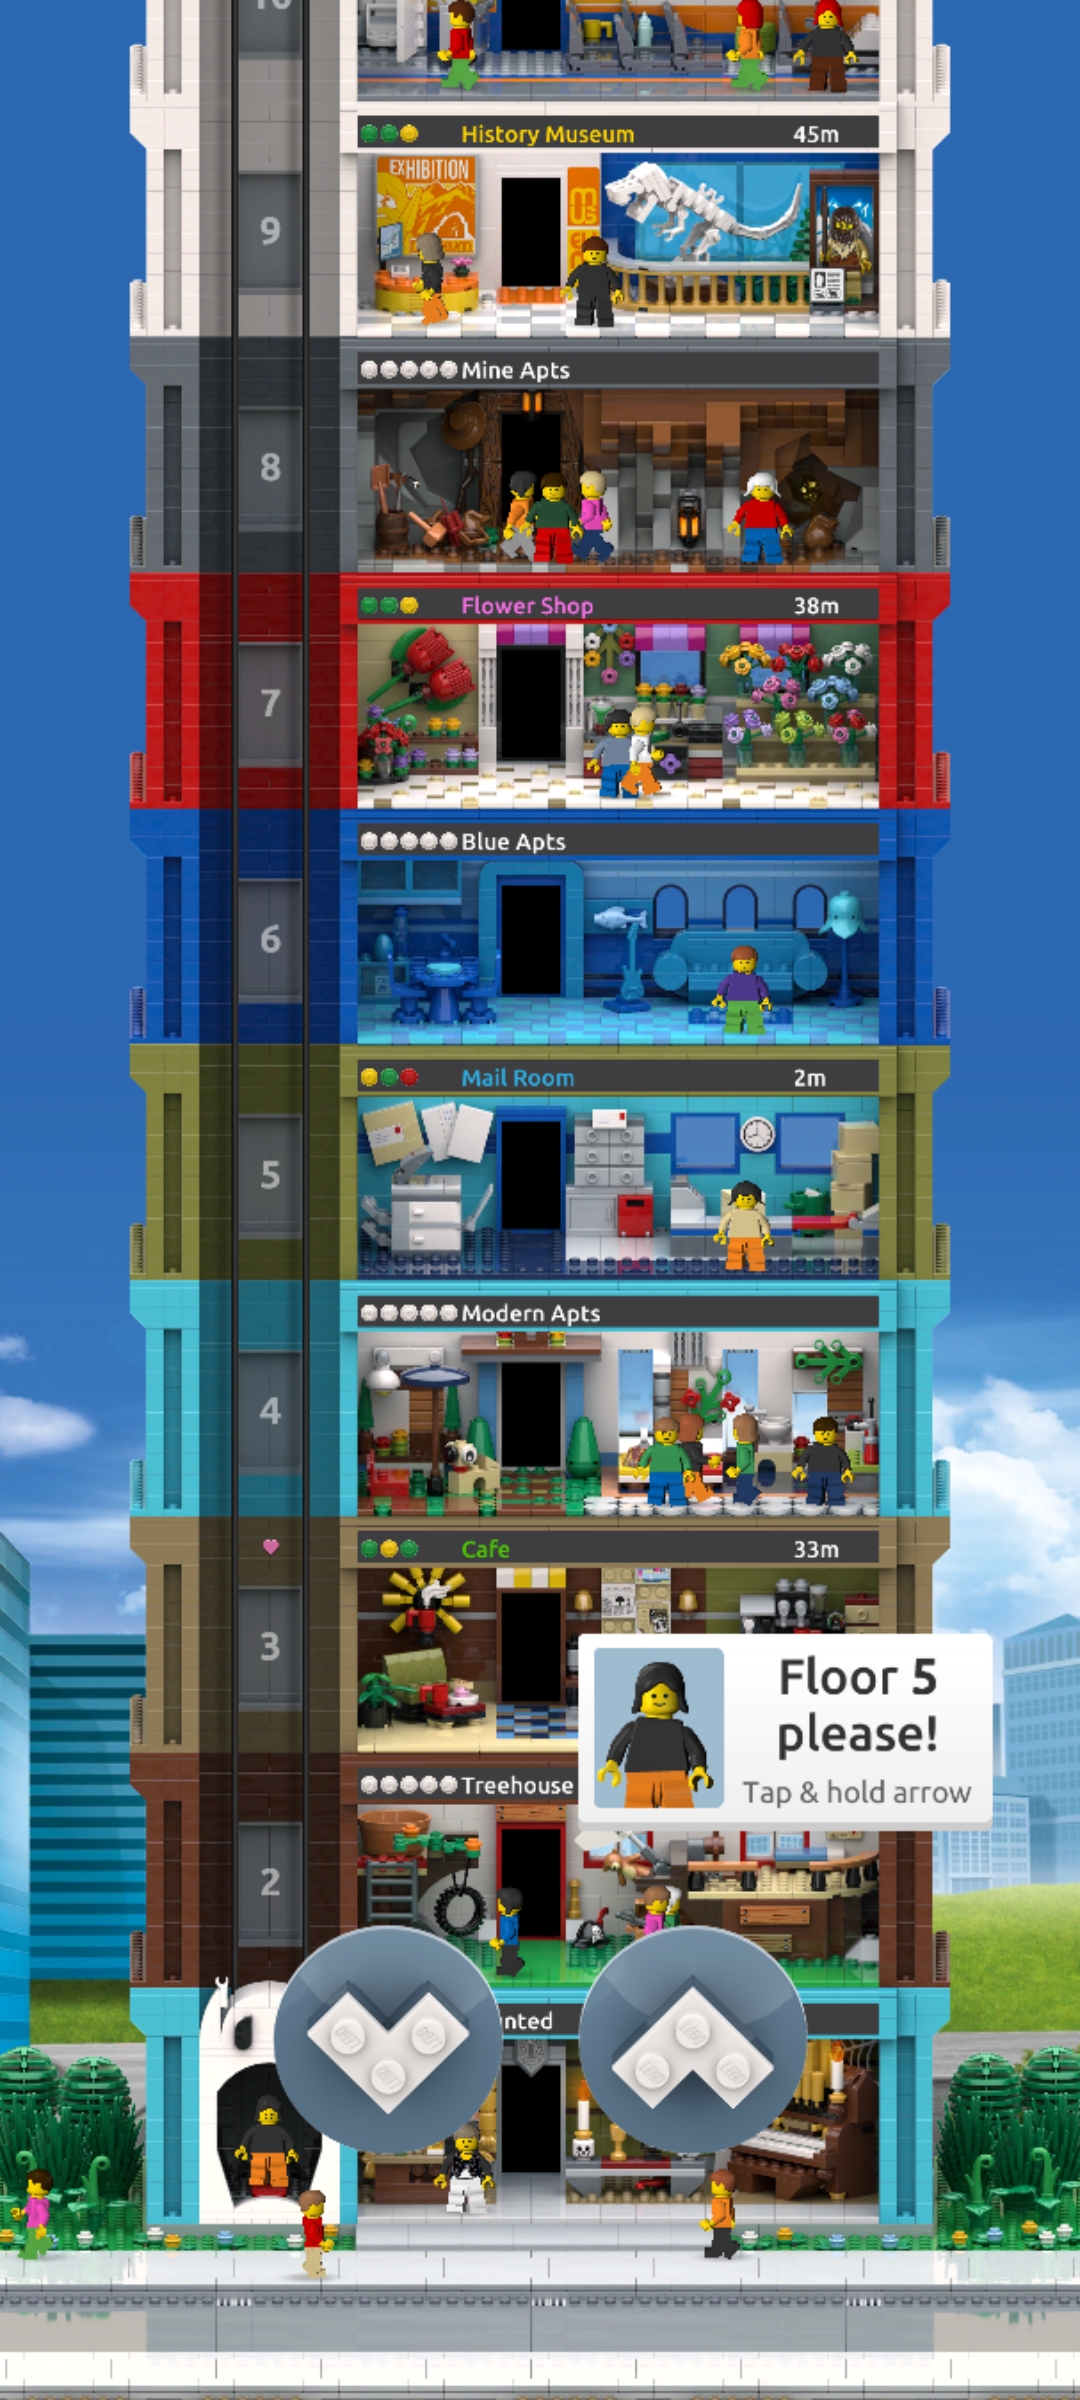 10
History Museum 45m
EXHIBITION
9
Mine Apts
8
Flower Shop 38m
7
Blue Apts
6
Mail Room 2m
5
Modern Apts
4
Cafe 33m
3
Floor 5
please!
Tap & hold arrow
Treehouse
2
nted